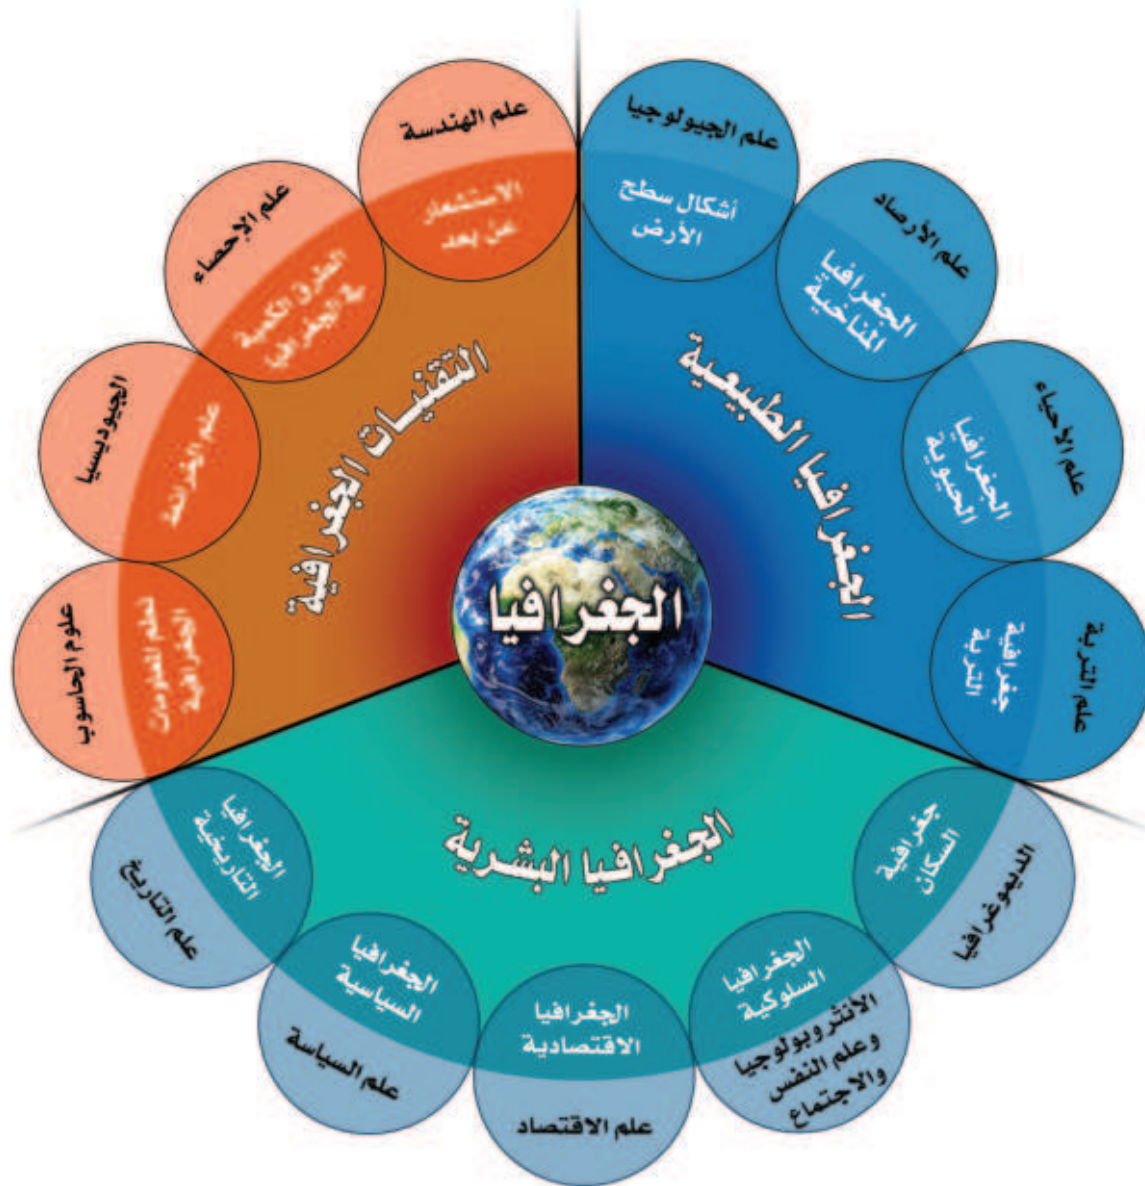 الجغرافيا
الجغرافيا الطبيعية
علم الجيولوجيا
أشكال سطح
الأرض
علم الأرصاد
الجغرافيا
المناخية
علم الأحياء
الجغرافيا
الحيوية
علم التربة
جغرافية
التربة
الجغرافيا البشرية
الديموغرافيا
جغرافية
السكان
الجغرافيا
السلوكية
الأنثروبولوجيا
وعلم النفس
والاجتماع
الجغرافيا
الاقتصادية
علم الاقتصاد
الجغرافيا
السياسية
علم السياسة
الجغرافيا
التاريخية
علم التاريخ
التقنيات الجغرافية
علوم الحاسوب
نظم المعلومات
الجغرافية
الجيوديسيا
علم الخرائط
علم الإحصاء
الطرق الكمية
في الجغرافيا
علم الهندسة
الاستشعار
عن بعد